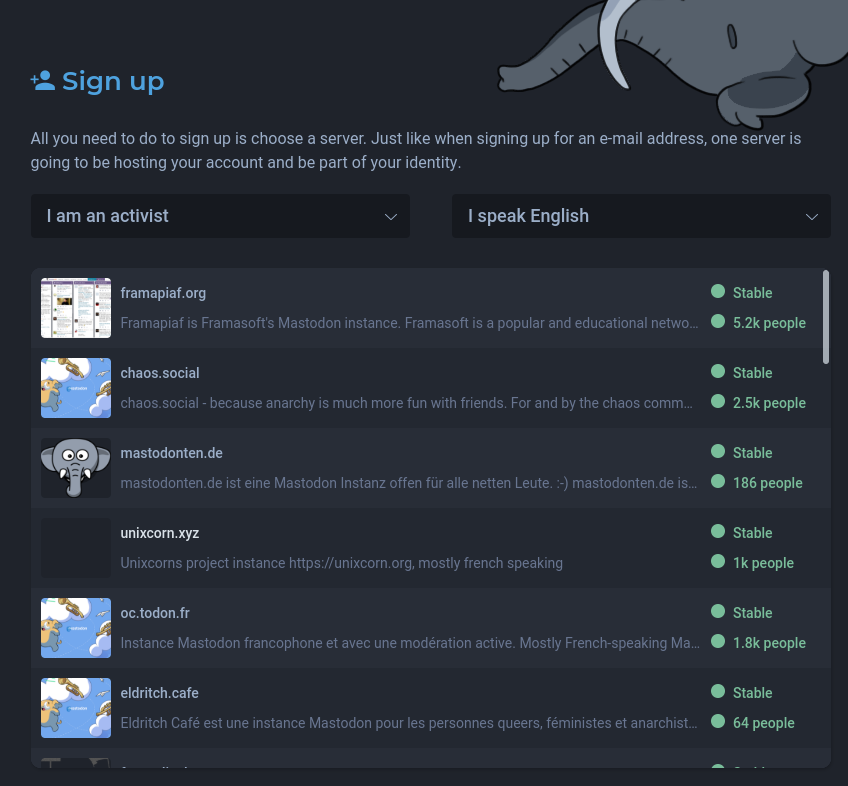 Sign up
All you need to do to sign up is choose a server. Just like when signing up for an e-mail address, one server is
going to be hosting your account and be part of your identity.
I am an activist
I speak English
framapiaf.org
Stable
Framapiaf is Framasoft's Mastodon instance. Framasoft is a popular and educational netwo...
5.2k people
chaos.social
Stable
chaos.social - because anarchy is much more fun with friends. For and by the chaos comm...
2.5k people
mastodonten.de
Stable
mastodonten.de ist eine Mastodon Instanz offen für alle netten Leute. :-) mastodonten.de is...
186 people
unixcorn.xyz
Stable
Unixcorns project instance https://unixcorn.org, mostly french speaking
1k people
oc.todon.fr
Stable
Instance Mastodon francophone et avec une modération active. Mostly French-speaking Ma...
1.8k people
eldritch.cafe
Stable
Eldritch Café est une instance Mastodon pour les personnes queers, féministes et anarchist...
64 people